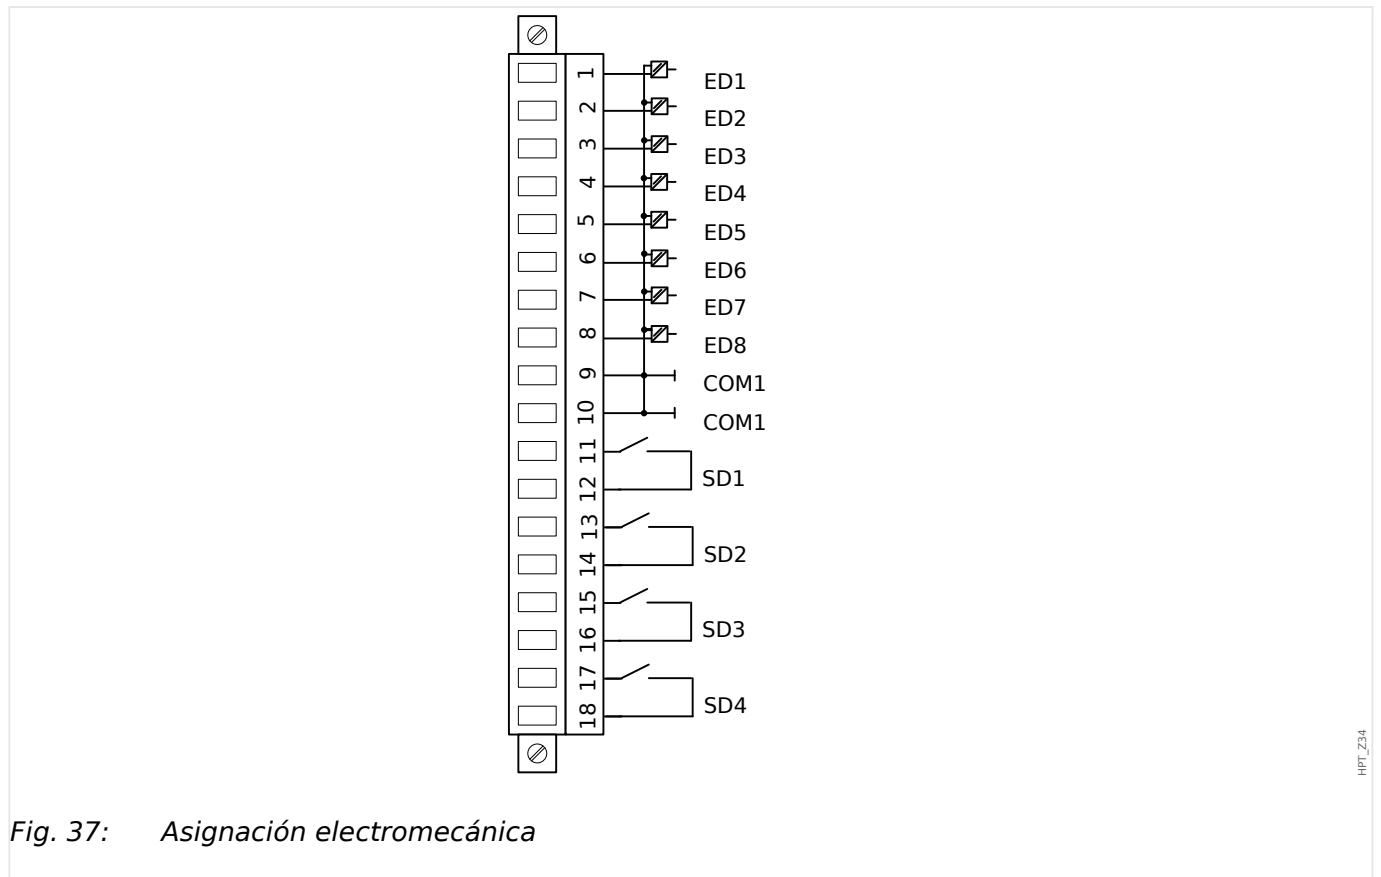 1 ED1
2 ED2
3 ED3
4 ED4
5 ED5
6 ED6
7 ED7
8 ED8
9 COM1
10 COM1
11
SD1
12
13
SD2
14
15
SD3
16
17
SD4
18
HPT_Z34
Fig. 37: Asignación electromecánica